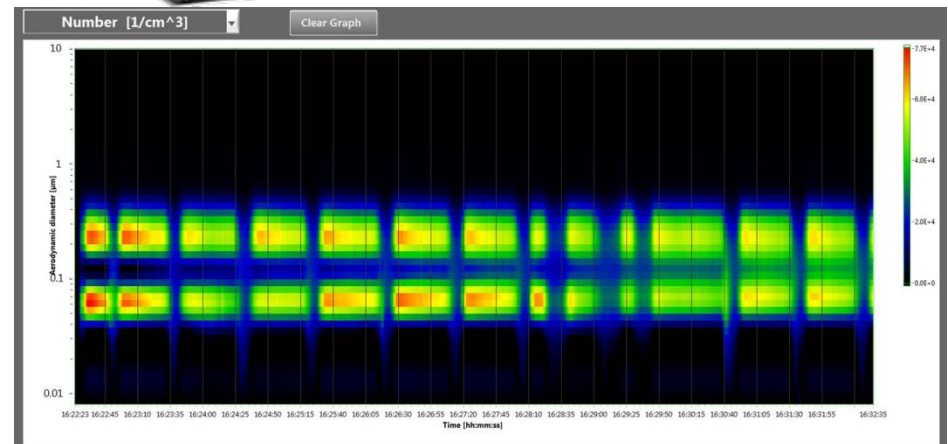 Number [1/cm^3]
Clear Graph
10
1
0.1
0.01
Aerodynamic diameter [µm]
7.7E+4
6.0E+4
4.0E+4
2.0E+4
0.0E+0
16:22:23 16:22:45 16:23:10 16:23:35 16:24:00 16:24:25 16:24:50 16:25:15 16:25:40 16:26:05 16:26:30 16:26:55 16:27:20 16:27:45 16:28:10 16:28:35 16:29:00 16:29:25 16:29:50 16:30:15 16:30:40 16:31:05 16:31:30 16:31:55 16:32:35
Time [hh:mm:ss]